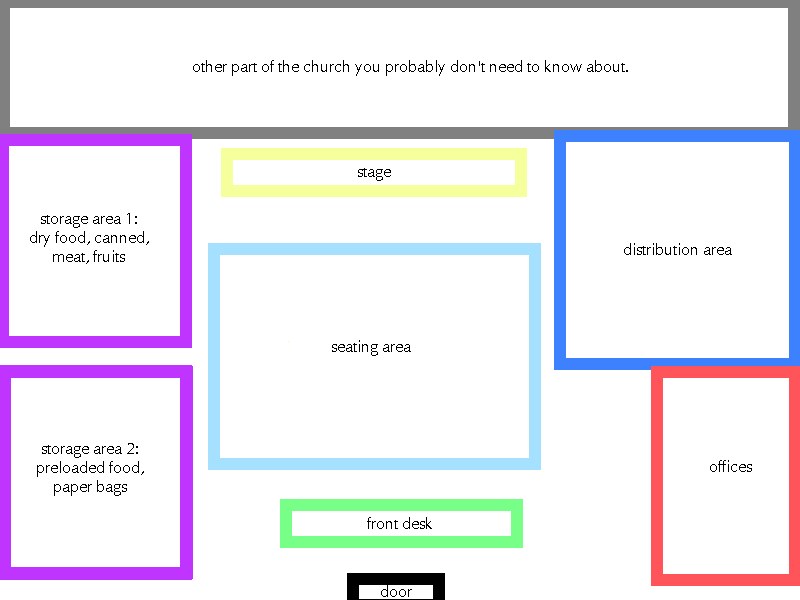 other part of the church you probably don't need to know about.
stage
storage area 1:
dry food, canned,
meat, fruits
distribution area
seating area
storage area 2:
preloaded food,
paper bags
offices
front desk
door